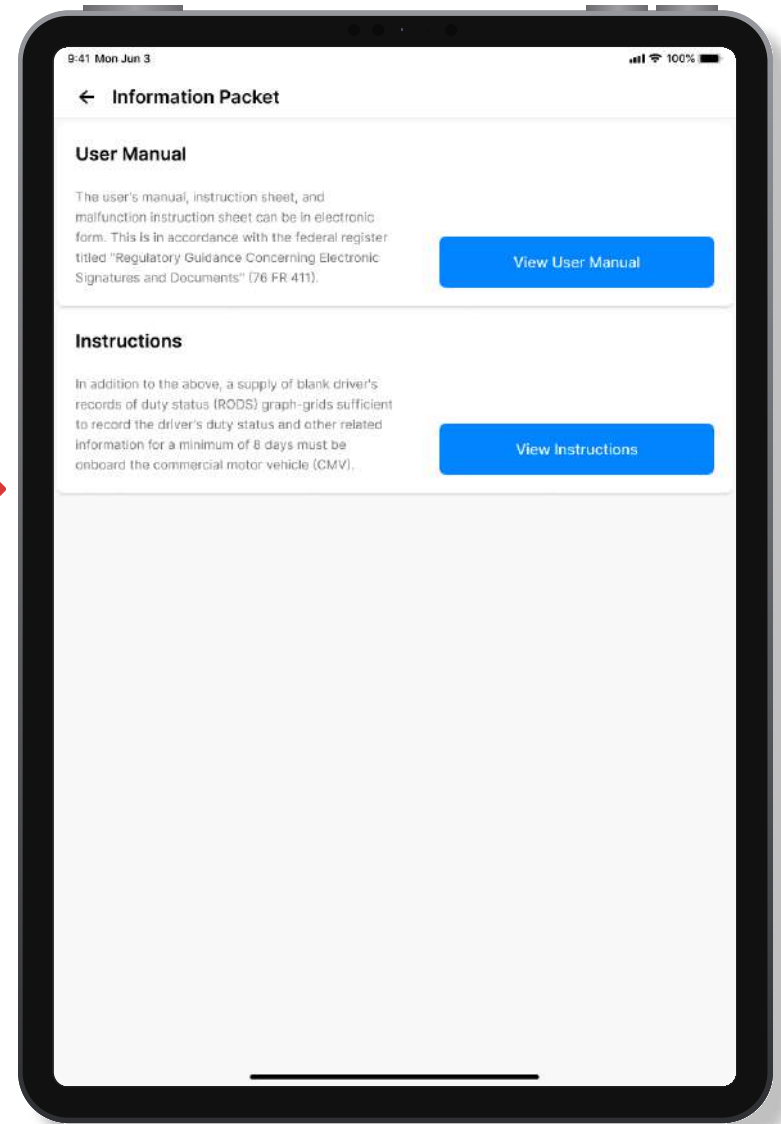 9:41 Mon Jun 3
100%
Information Packet
User Manual
The user's manual, instruction sheet, and
malfunction instruction sheet can be in electronic
form. This is in accordance with the federal register
titled "Regulatory Guidance Concerning Electronic
Signatures and Documents" (76 FR 411).
View User Manual
Instructions
In addition to the above, a supply of blank driver's
records of duty status (RODS) graph-grids sufficient
to record the driver's duty status and other related
information for a minimum of 8 days must be
onboard the commercial motor vehicle (CMV).
View Instructions